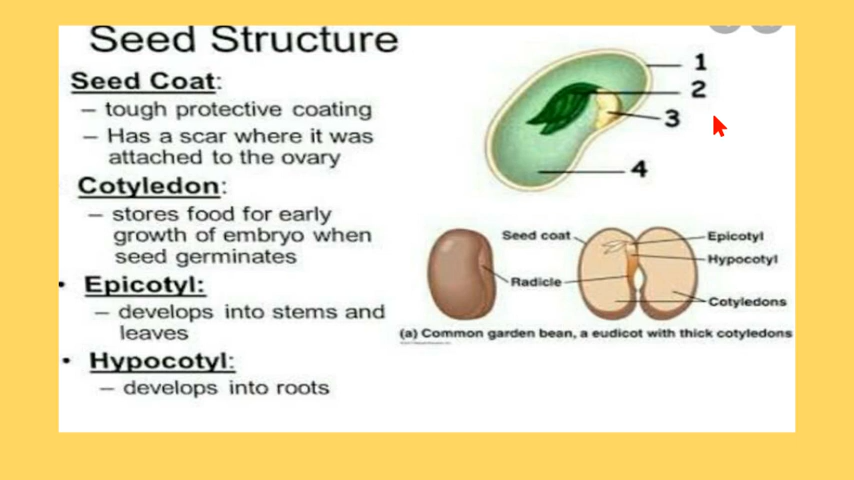 Seed Structure
Seed Coat:
– tough protective coating
– Has a scar where it was
attached to the ovary
Cotyledon:
– stores food for early
growth of embryo when
seed germinates
• Epicotyl:
– develops into stems and
leaves
• Hypocotyl:
– develops into roots
1
2
3
4
Seed coat
Radicle
Epicotyl
Hypocotyl
Cotyledons
(a) Common garden bean, a eudicot with thick cotyledons